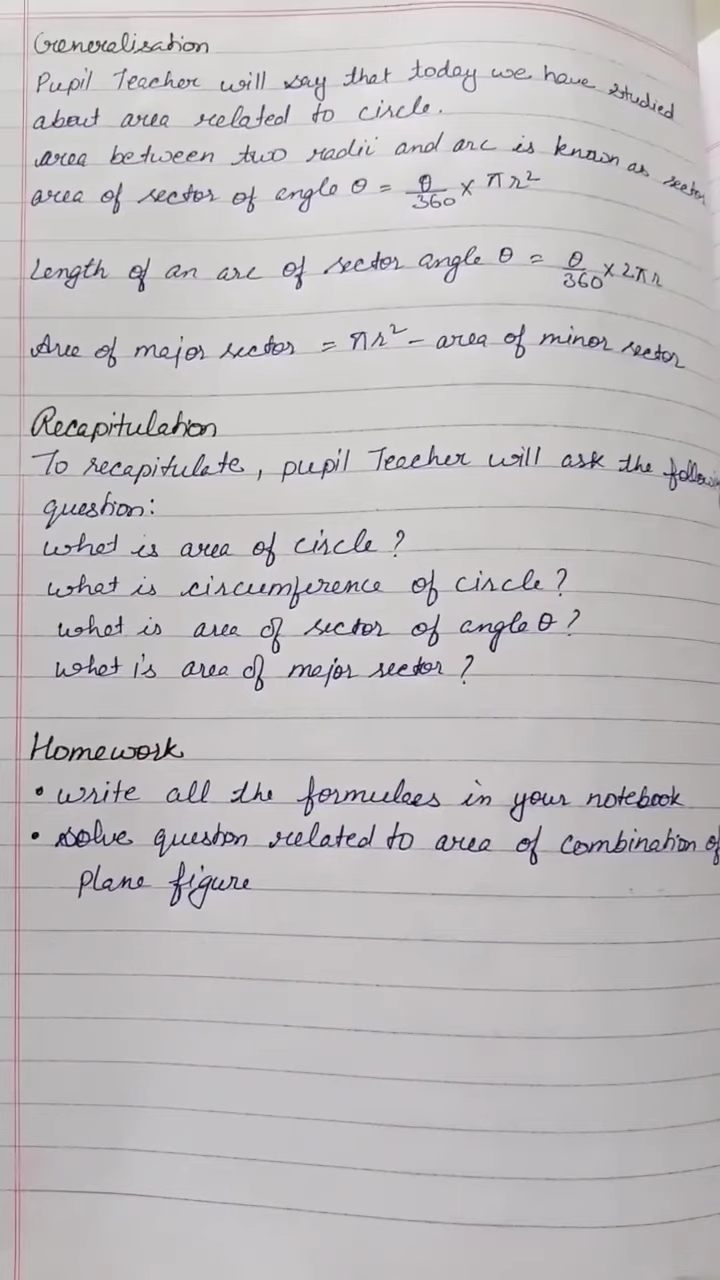 Generalisation
Pupil Teacher will say that today we have studied
about area related to circle.
area between two radii and arc is known as sector
area of sector of angle θ = θ/360 × πr²
Length of an arc of sector angle θ = θ/360 × 2πr
Area of major sector = πr² - area of minor sector
Recapitulation
To recapitulate, pupil Teacher will ask the following
question:
what is area of circle?
what is circumference of circle?
what is area of sector of angle θ?
what is area of major sector?
Homework
• write all the formulaes in your notebook
• solve question related to area of combination of
plane figure